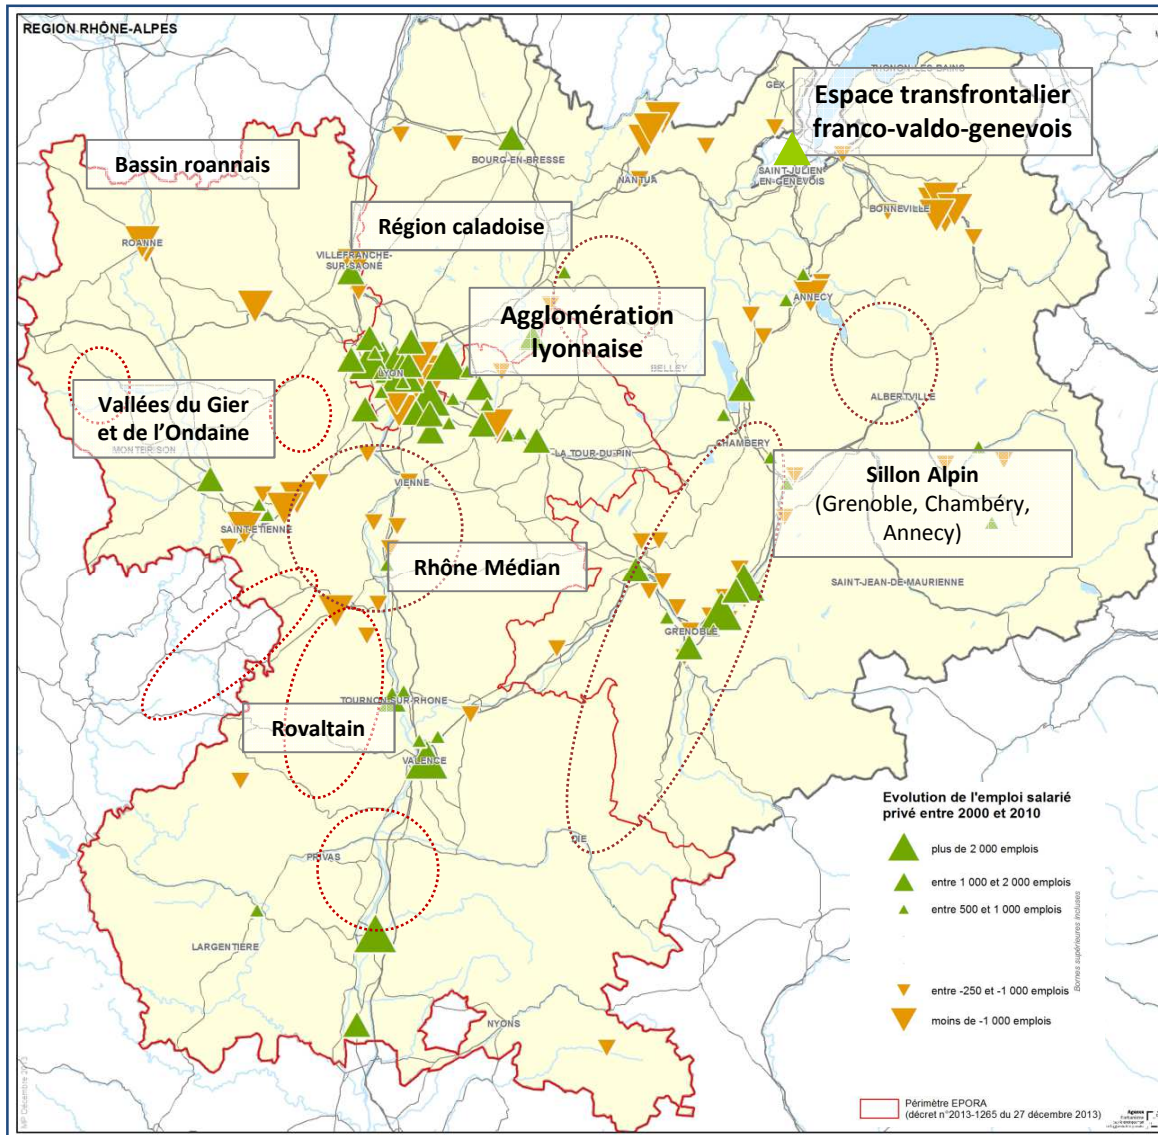 REGION RHÔNE-ALPES
THONON-LES-BAINS
GEX
Espace transfrontalier
franco-valdo-genevois
Bassin roannais
BOURG-EN-BRESSE
NANTUA
SAINT-JULIEN
EN-GENEVOIS
BONNEVILLE
Région caladoise
ROANNE
VILLEFRANCHE-
SUR-SAÔNE
ANNECY
Agglomération
lyonnaise
LYON
BELLEY
ALBERTVILLE
Vallées du Gier
et de l'Ondaine
MONTBRISON
CHAMBERY
LA TOUR-DU-PIN
Sillon Alpin
(Grenoble, Chambéry,
Annecy)
VIENNE
SAINT-ETIENNE
Rhône Médian
SAINT-JEAN-DE-MAURIENNE
GRENOBLE
TOURNON-SUR-RHONE
Rovaltain
VALENCE
Evolution de l'emploi salarié
privé entre 2000 et 2010
plus de 2 000 emplois
entre 1 000 et 2 000 emplois
entre 500 et 1 000 emplois
entre -250 et -1 000 emplois
moins de -1 000 emplois
Bornes supérieures incluses
DIE
PRIVAS
LARGENTIÈRE
NYONS
MP Décembre 2013
Périmètre EPORA
(décret n°2013-1265 du 27 décembre 2013)